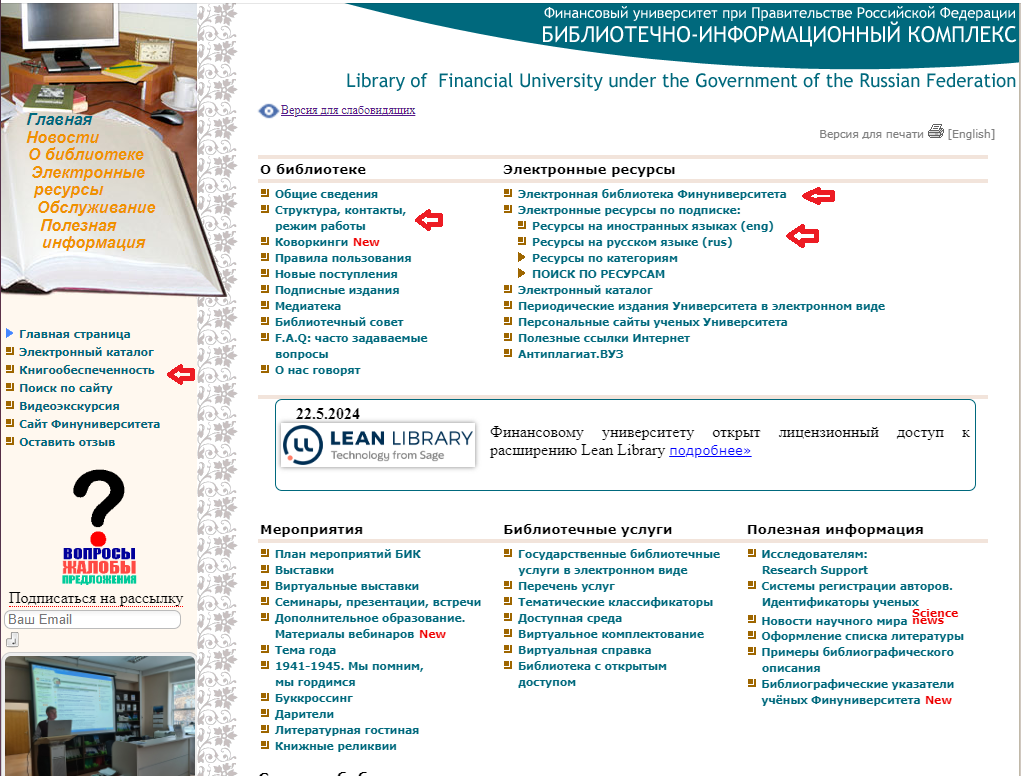 Финансовый университет при Правительстве Российской Федерации
БИБЛИОТЕЧНО-ИНФОРМАЦИОННЫЙ КОМПЛЕКС
Library of Financial University under the Government of the Russian Federation
Версия для слабовидящих
Версия для печати [English]
Главная
Новости
О библиотеке
Электронные
ресурсы
Обслуживание
Полезная
информация
Главная страница
Электронный каталог
Книгообеспеченность
Поиск по сайту
Видеоэкскурсия
Сайт Финуниверситета
Оставить отзыв
?
ВОПРОСЫ
ЖАЛОБЫ
ПРЕДЛОЖЕНИЯ
Подписаться на рассылку
Ваш Email
О библиотеке
Общие сведения
Структура, контакты,
режим работы
Коворкинги New
Правила пользования
Новые поступления
Подписные издания
Медиатека
Библиотечный совет
F.A.Q: часто задаваемые
вопросы
О нас говорят
Электронные ресурсы
Электронная библиотека Финуниверситета
Электронные ресурсы по подписке:
Ресурсы на иностранных языках (eng)
Ресурсы на русском языке (rus)
Ресурсы по категориям
ПОИСК ПО РЕСУРСАМ
Электронный каталог
Периодические издания Университета в электронном виде
Персональные сайты ученых Университета
Полезные ссылки Интернет
Антиплагиат.ВУЗ
22.5.2024
LL LEAN LIBRARY
Technology from Sage
Финансовому университету открыт лицензионный доступ к
расширению Lean Library подробнее»
Мероприятия
План мероприятий БИК
Выставки
Виртуальные выставки
Семинары, презентации, встречи
Дополнительное образование.
Материалы вебинаров New
Тема года
1941-1945. Мы помним,
мы гордимся
Буккроссинг
Дарители
Литературная гостиная
Книжные реликвии
Библиотечные услуги
Государственные библиотечные
услуги в электронном виде
Перечень услуг
Тематические классификаторы
Доступная среда
Виртуальное комплектование
Виртуальная справка
Библиотека с открытым
доступом
Полезная информация
Исследователям:
Research Support
Системы регистрации авторов.
Идентификаторы ученых
Новости научного мира Science news
Оформление списка литературы
Примеры библиографического
описания
Библиографические указатели
учёных Финуниверситета New